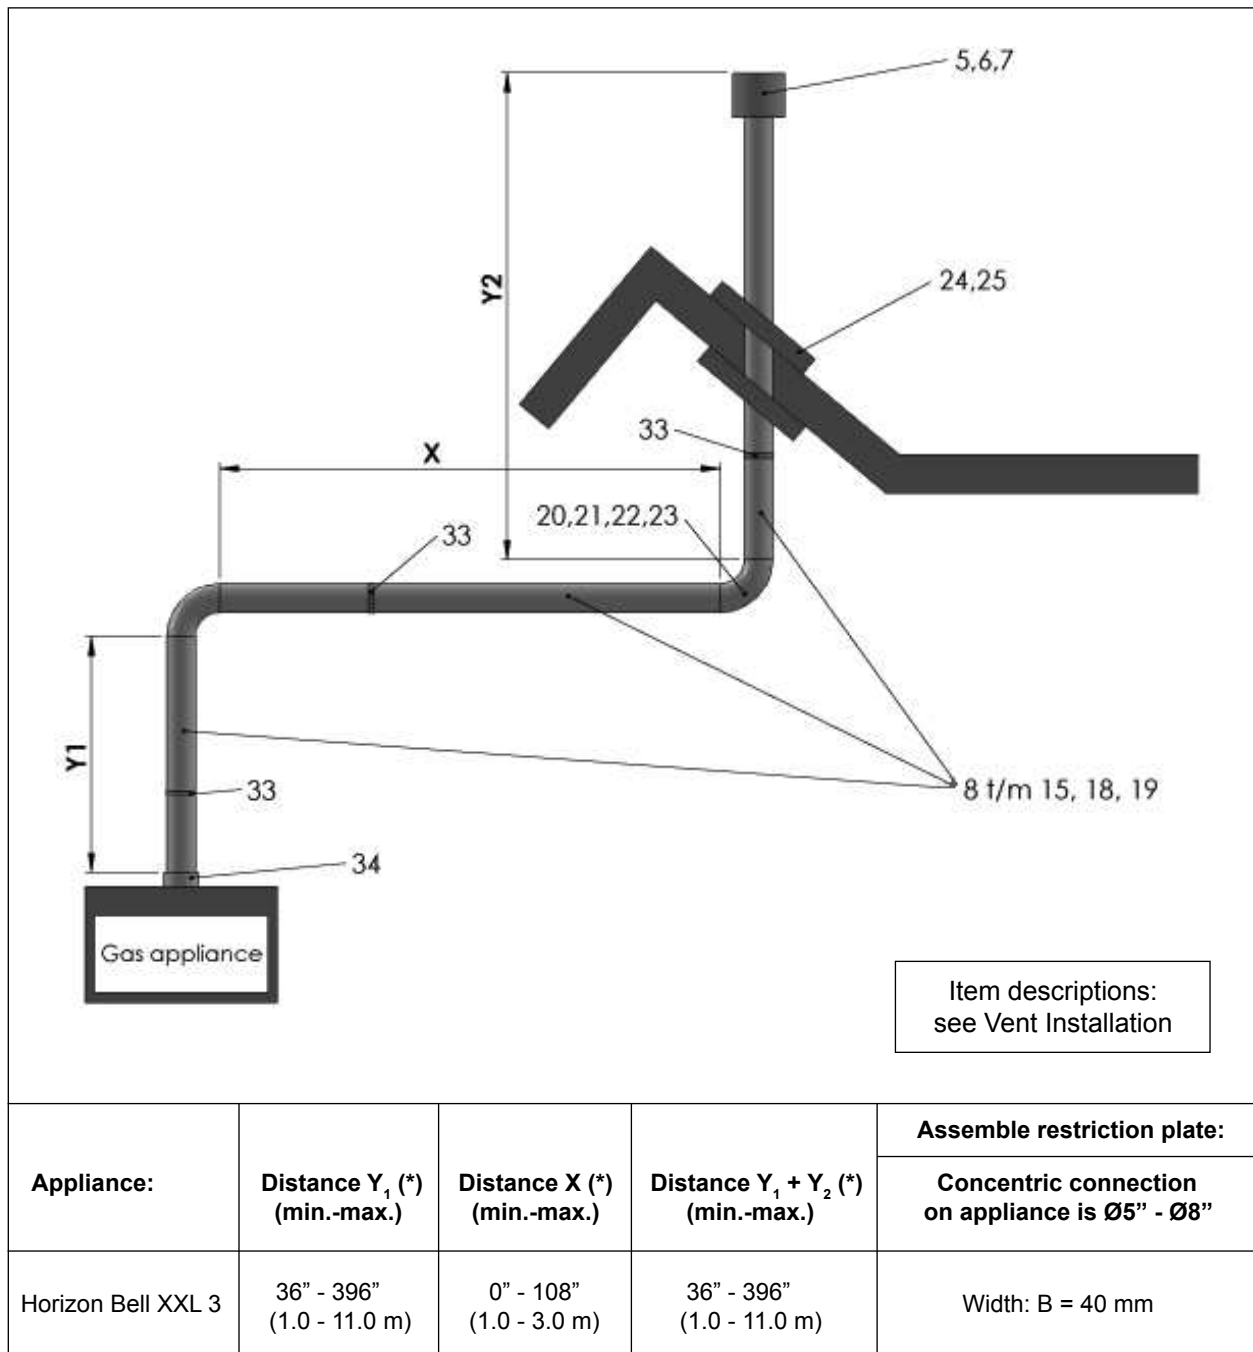 5,6,7
Y2
24,25
33
X
20,21,22,23
33
Y1
33
8 t/m 15, 18, 19
34
Gas appliance
Item descriptions:
see Vent Installation
Appliance:
Distance Y1 (*)
(min.-max.)
Distance X (*)
(min.-max.)
Distance Y1 + Y2 (*)
(min.-max.)
Assemble restriction plate:
Concentric connection
on appliance is Ø5” - Ø8”
Horizon Bell XXL 3
36” - 396”
(1.0 - 11.0 m)
0” - 108”
(1.0 - 3.0 m)
36” - 396”
(1.0 - 11.0 m)
Width: B = 40 mm